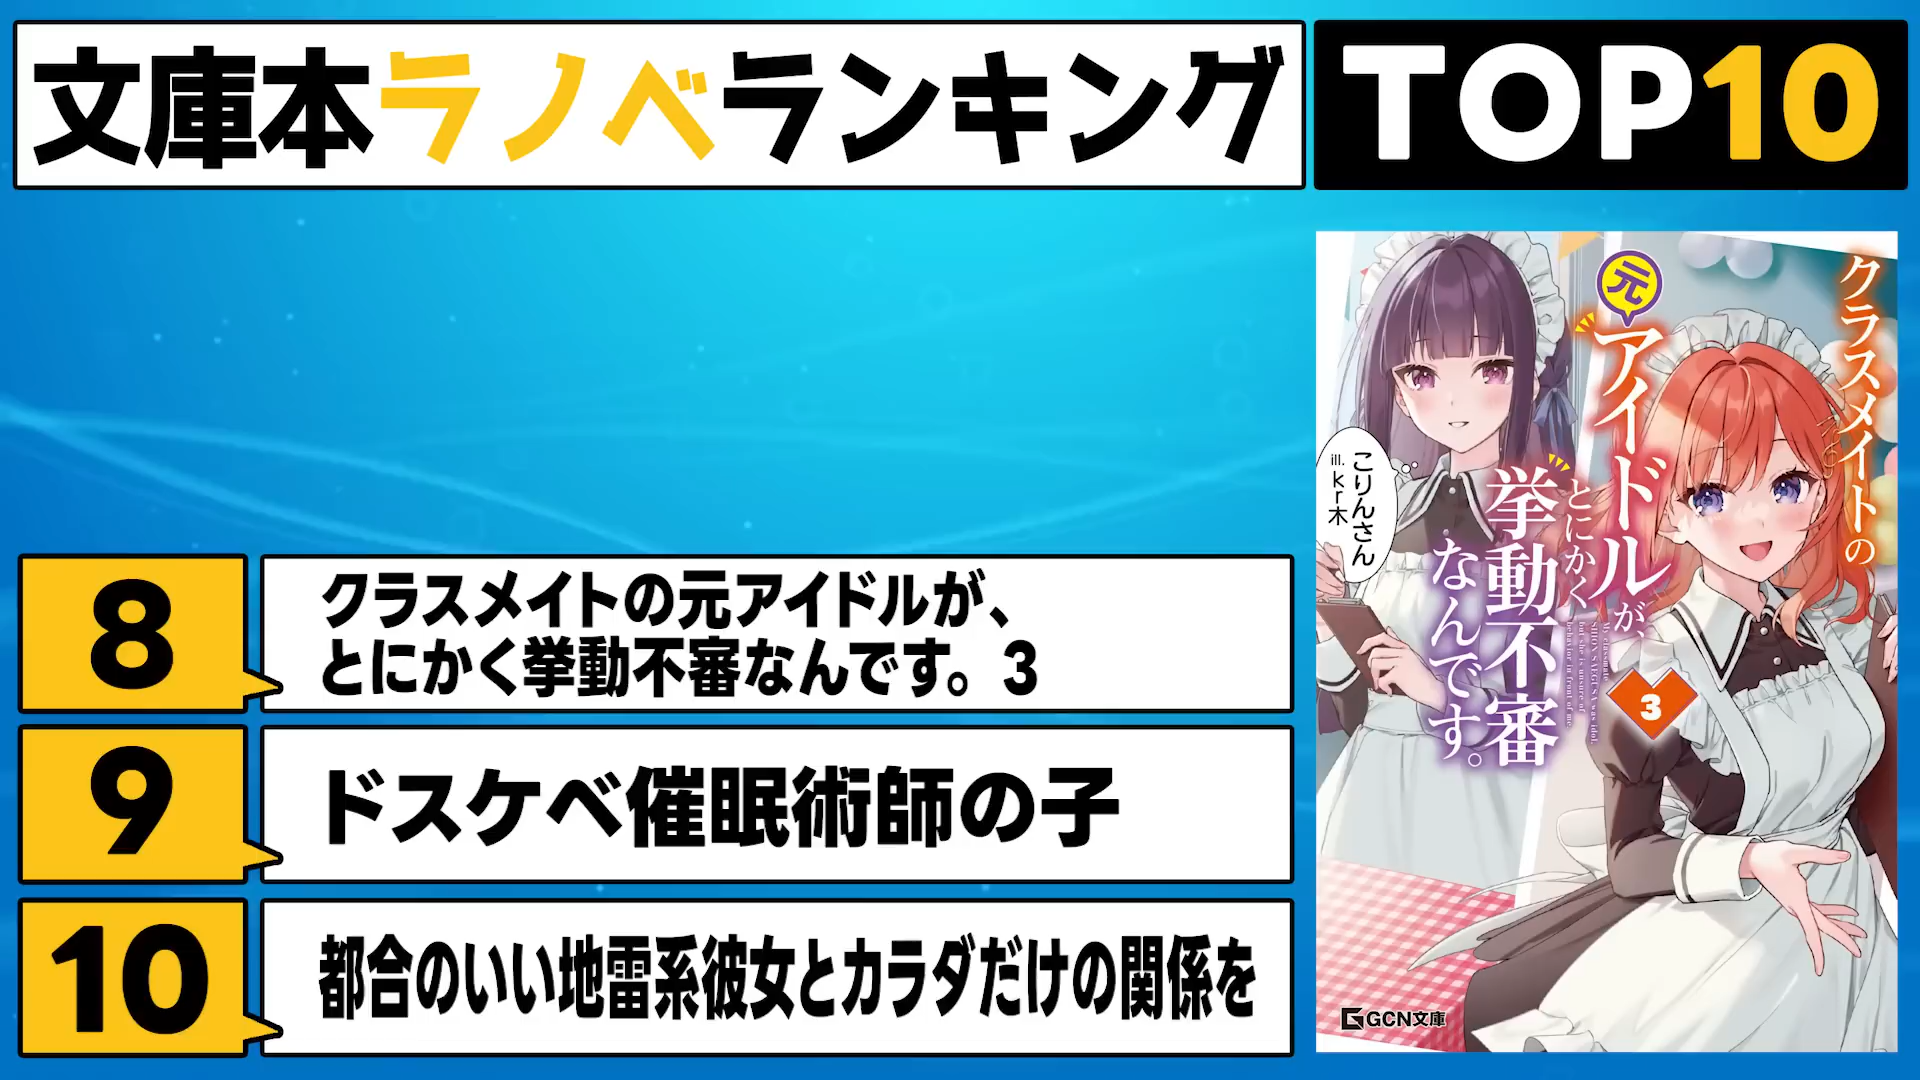 文庫本ラノベランキング TOP10
8
クラスメイトの元アイドルが、
とにかく挙動不審なんです。3
9
ドスケベ催眠術師の子
10
都合のいい地雷系彼女とカラダだけの関係を
クラスメイトの
元アイドルが、
とにかく
挙動不審
なんです。
3
こりんさん
ill. kr木
GCN文庫